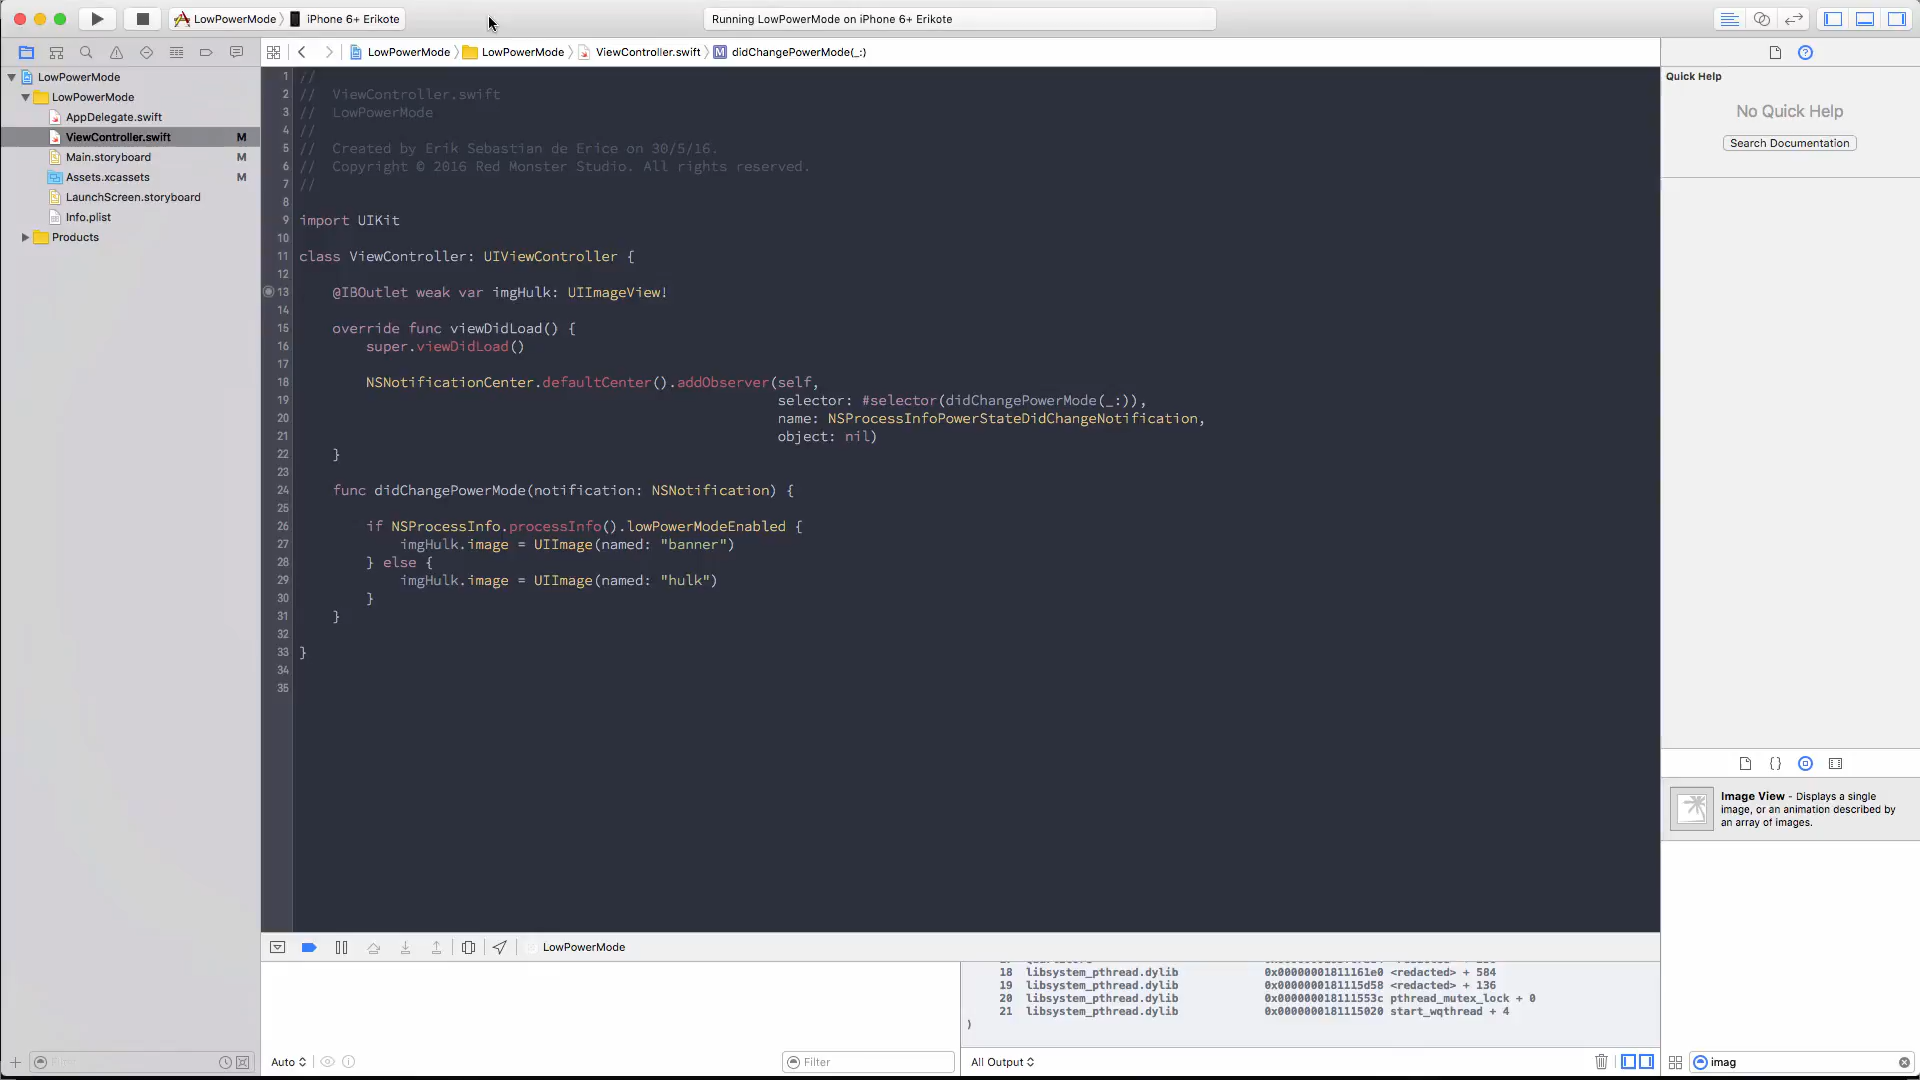 LowPowerMode
iPhone 6+ Erikote
Running LowPowerMode on iPhone 6+ Erikote
LowPowerMode
LowPowerMode
ViewController.swift
M
didChangePowerMode(_:)
LowPowerMode
LowPowerMode
AppDelegate.swift
ViewController.swift M
Main.storyboard M
Assets.xcassets M
LaunchScreen.storyboard
Info.plist
Products
1 //
2 // ViewController.swift
3 // LowPowerMode
4 //
5 // Created by Erik Sebastian de Erice on 30/5/16.
6 // Copyright © 2016 Red Monster Studio. All rights reserved.
7 //
8
9 import UIKit
10
11 class ViewController: UIViewController {
12
13 @IBOutlet weak var imgHulk: UIImageView!
14
15 override func viewDidLoad() {
16 super.viewDidLoad()
17
18 NSNotificationCenter.defaultCenter().addObserver(self,
19 selector: #selector(didChangePowerMode(_:)),
20 name: NSProcessInfoPowerStateDidChangeNotification,
21 object: nil)
22 }
23
24 func didChangePowerMode(notification: NSNotification) {
25
26 if NSProcessInfo.processInfo().lowPowerModeEnabled {
27 imgHulk.image = UIImage(named: "banner")
28 } else {
29 imgHulk.image = UIImage(named: "hulk")
30 }
31 }
32
33 }
34
35
Quick Help
No Quick Help
Search Documentation
{}
Image View - Displays a single
image, or an animation described by
an array of images.
LowPowerMode
18 libsystem_pthread.dylib 0x00000001811161e0 <redacted> + 584
19 libsystem_pthread.dylib 0x0000000181115d58 <redacted> + 136
20 libsystem_pthread.dylib 0x000000018111553c pthread_mutex_lock + 0
21 libsystem_pthread.dylib 0x0000000181115020 start_wqthread + 4
)
Filter
Auto
Filter
All Output
imag